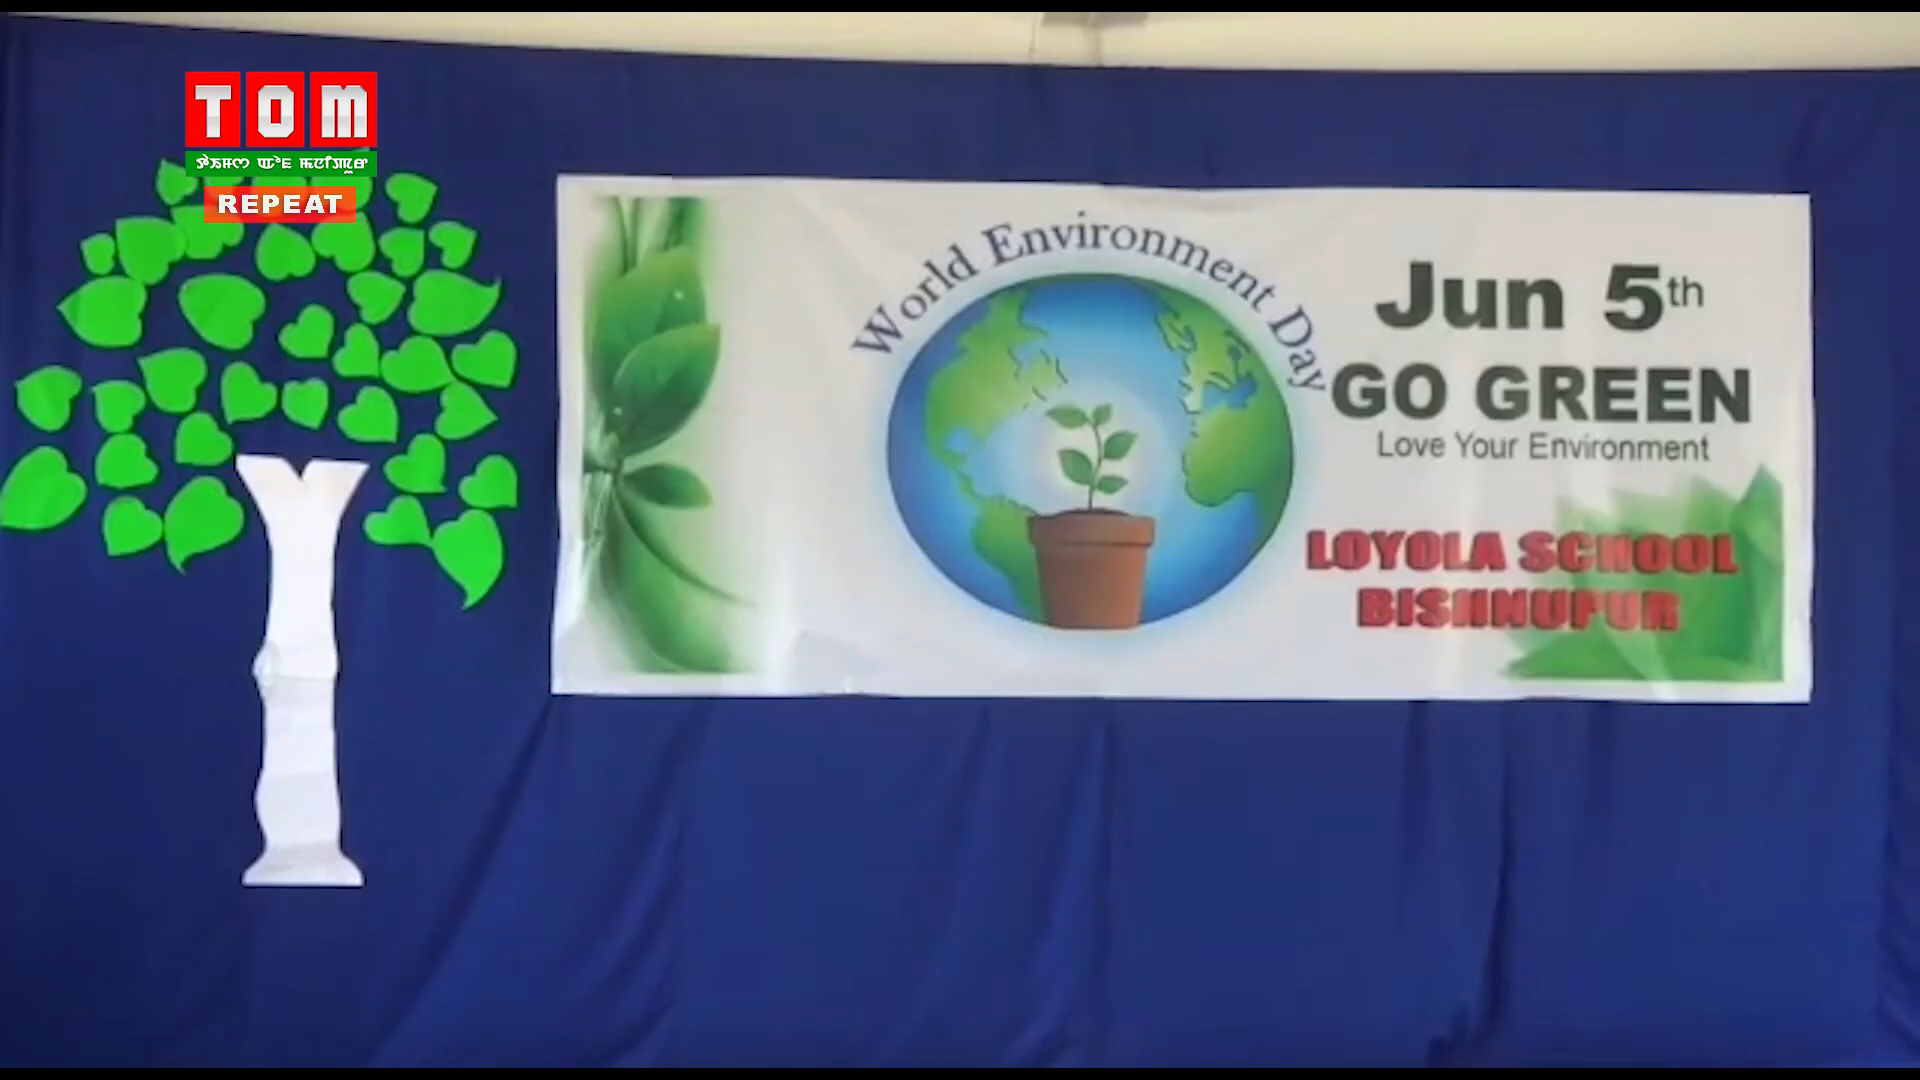 TOM
REPEAT
World Environment Day
Jun 5th
GO GREEN
Love Your Environment
LOYOLA SCHOOL
BISHNUPUR